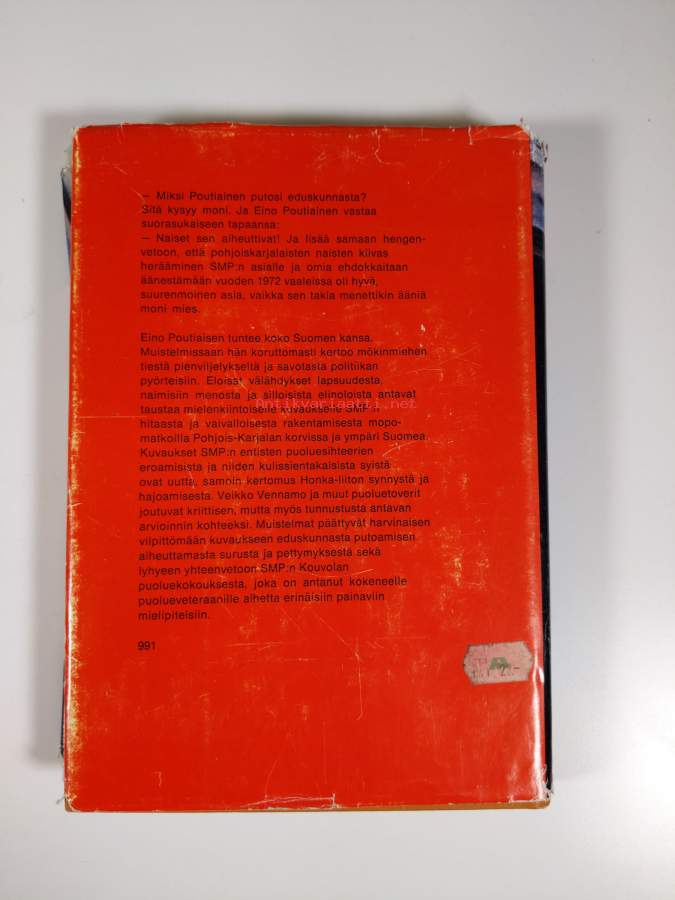 — Miksi Poutiainen putosi eduskunnasta?
Sitä kysyy moni. Ja Eino Poutiainen vastaa
suorasukaiseen tapaansa:
— Naiset sen aiheuttivat! Ja lisää samaan hengen-
vetoon, että pohjoiskarjalaisten naisten kiivas
herääminen SMP:n asialle ja omia ehdokkaitaan
äänestämään vuoden 1972 vaaleissa oli hyvä,
suurenmoinen asia, vaikka sen takia menettikin ääniä
moni mies.
Eino Poutiaisen tuntee koko Suomen kansa.
Muistelmissaan hän koruttomasti kertoo mökinmiehen
tiestä pienviljelykseltä ja savotasta politiikan
pyörteisiin. Eloisat välähdykset lapsuudesta,
naimisiin menosta ja silloisista elinoloista antavat
taustaa mielenkiintoiselle kuvaukselle SMP:n
Antikvariaatti.net
hitaasta ja vaivalloisesta rakentamisesta mopo-
matkoilla Pohjois-Karjalan korvissa ja ympäri Suomea.
Kuvaukset SMP:n entisten puoluesihteerien
eroamisista ja niiden kulissientakaisista syistä
ovat uutta, samoin kertomus Honka-liiton synnystä ja
hajoamisesta. Veikko Vennamo ja muut puoluetoverit
joutuvat kriittisen, mutta myös tunnustusta antavan
arvioinnin kohteeksi. Muistelmat päättyvät harvinaisen
vilpittömään kuvaukseen eduskunnasta putoamisen
aiheuttamasta surusta ja pettymyksestä sekä
lyhyeen yhteenvetoon SMP:n Kouvolan
puoluekokouksesta, joka on antanut kokeneelle
puolueveteraanille aihetta erinäisiin painaviin
mielipiteisiin.
991